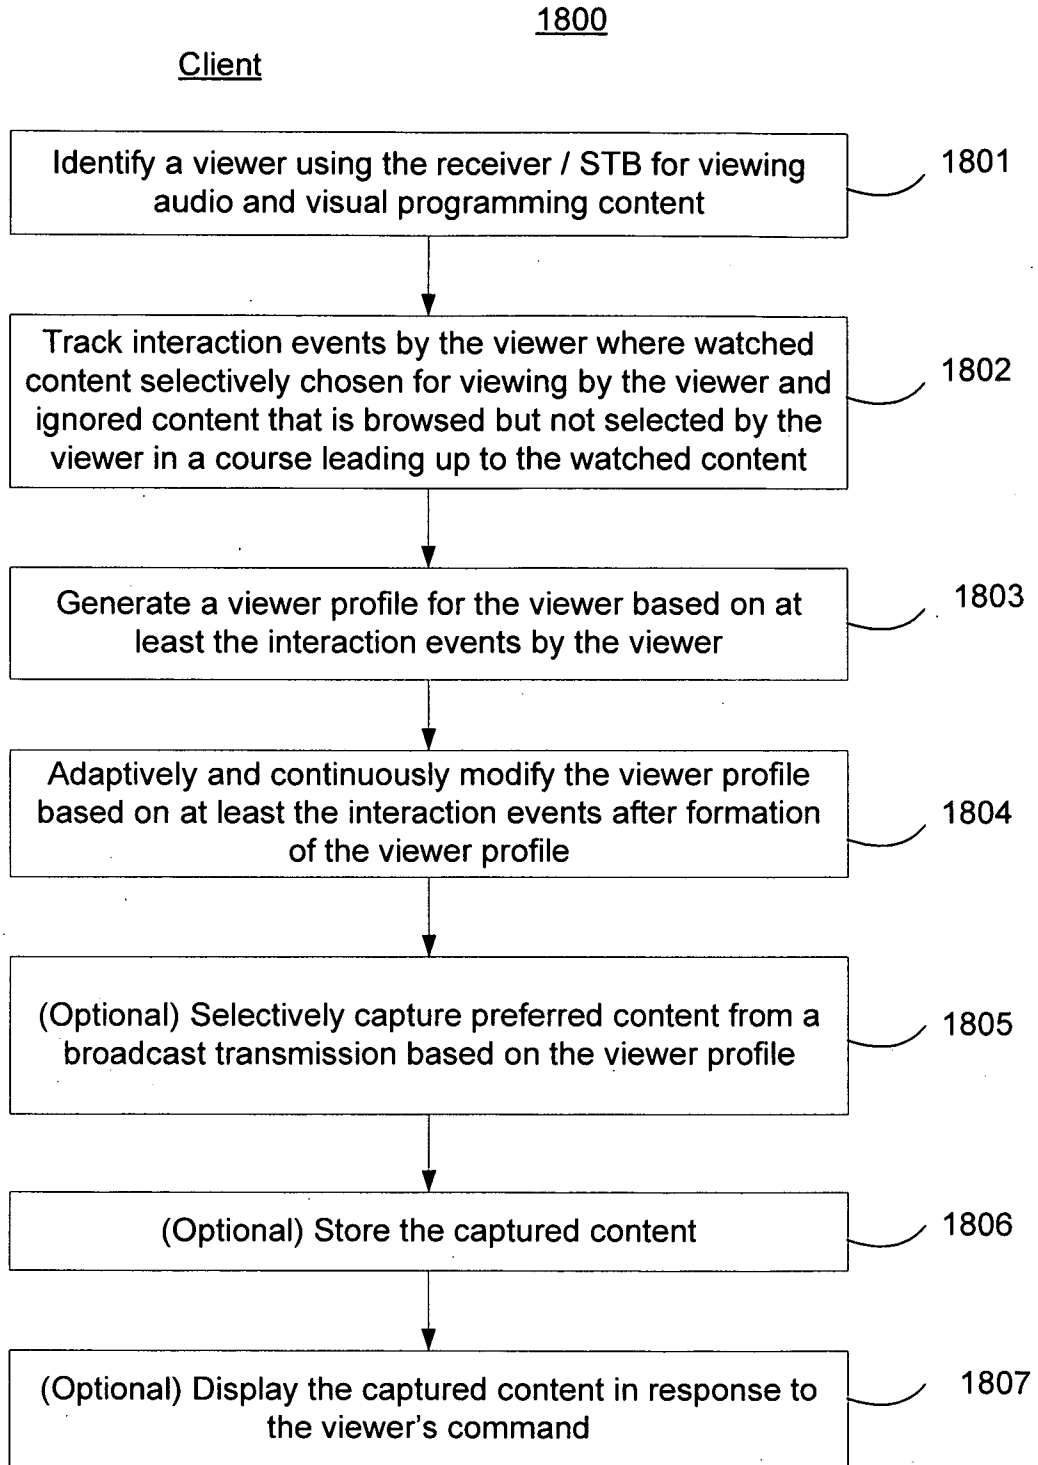 1800
Client
Identify a viewer using the receiver / STB for viewing
audio and visual programming content
1801
Track interaction events by the viewer where watched
content selectively chosen for viewing by the viewer and
ignored content that is browsed but not selected by the
viewer in a course leading up to the watched content
1802
Generate a viewer profile for the viewer based on at
least the interaction events by the viewer
1803
Adaptively and continuously modify the viewer profile
based on at least the interaction events after formation
of the viewer profile
1804
(Optional) Selectively capture preferred content from a
broadcast transmission based on the viewer profile
1805
(Optional) Store the captured content
1806
(Optional) Display the captured content in response to
the viewer's command
1807